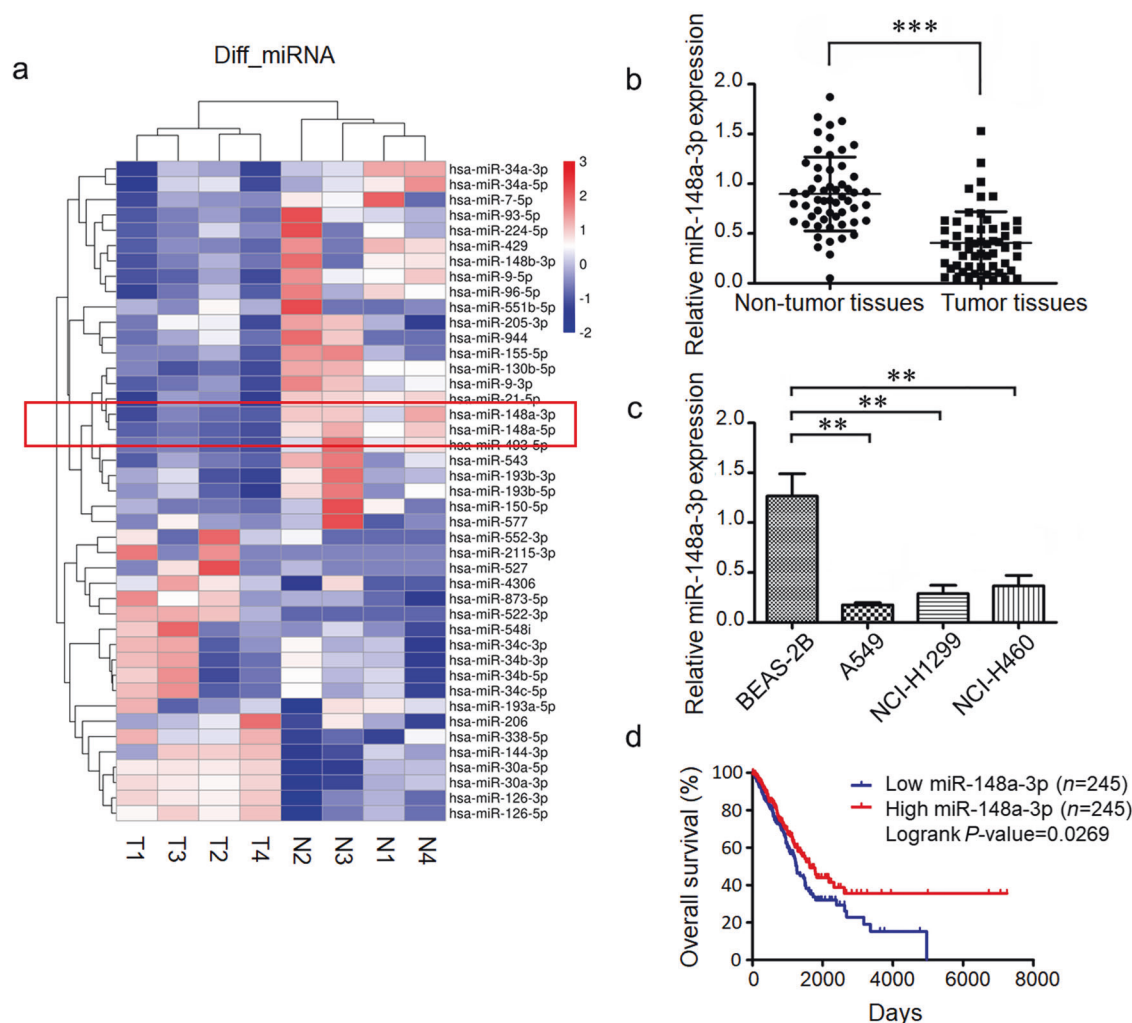 a
Diff_miRNA
3
2
1
0
-1
-2
hsa-miR-34a-3p
hsa-miR-34a-5p
hsa-miR-7-5p
hsa-miR-93-5p
hsa-miR-224-5p
hsa-miR-429
hsa-miR-148b-3p
hsa-miR-9-5p
hsa-miR-96-5p
hsa-miR-551b-5p
hsa-miR-205-3p
hsa-miR-944
hsa-miR-155-5p
hsa-miR-130b-5p
hsa-miR-9-3p
hsa-miR-21-5p
hsa-miR-148a-3p
hsa-miR-148a-5p
hsa-miR-493-5p
hsa-miR-543
hsa-miR-193b-3p
hsa-miR-193b-5p
hsa-miR-150-5p
hsa-miR-577
hsa-miR-552-3p
hsa-miR-2115-3p
hsa-miR-527
hsa-miR-4306
hsa-miR-873-5p
hsa-miR-522-3p
hsa-miR-548i
hsa-miR-34c-3p
hsa-miR-34b-3p
hsa-miR-34b-5p
hsa-miR-34c-5p
hsa-miR-193a-5p
hsa-miR-206
hsa-miR-338-5p
hsa-miR-144-3p
hsa-miR-30a-5p
hsa-miR-30a-3p
hsa-miR-126-3p
hsa-miR-126-5p
T1 T3 T2 T4 N2 N3 N1 N4
b
***
Relative miR-148a-3p expression
2.0
1.5
1.0
0.5
0.0
Non-tumor tissues Tumor tissues
c
**
**
**
Relative miR-148a-3p expression
2.0
1.5
1.0
0.5
0.0
BEAS-2B A549 NCI-H1299 NCI-H460
d
Overall survival (%)
100
80
60
40
20
0
Low miR-148a-3p (n=245)
High miR-148a-3p (n=245)
Logrank P-value=0.0269
0 2000 4000 6000 8000
Days